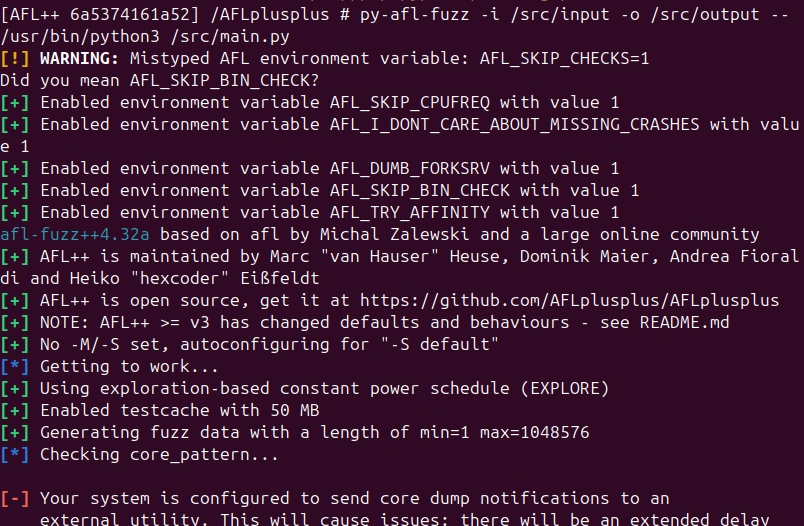 [AFL++ 6a5374161a52] /AFLplusplus # py-afl-fuzz -i /src/input -o /src/output --
/usr/bin/python3 /src/main.py
[!] WARNING: Mistyped AFL environment variable: AFL_SKIP_CHECKS=1
Did you mean AFL_SKIP_BIN_CHECK?
[+] Enabled environment variable AFL_SKIP_CPUFREQ with value 1
[+] Enabled environment variable AFL_I_DONT_CARE_ABOUT_MISSING_CRASHES with valu
e 1
[+] Enabled environment variable AFL_DUMB_FORKSRV with value 1
[+] Enabled environment variable AFL_SKIP_BIN_CHECK with value 1
[+] Enabled environment variable AFL_TRY_AFFINITY with value 1
afl-fuzz++4.32a based on afl by Michal Zalewski and a large online community
[+] AFL++ is maintained by Marc "van Hauser" Heuse, Dominik Maier, Andrea Fioral
di and Heiko "hexcoder" Eißfeldt
[+] AFL++ is open source, get it at https://github.com/AFLplusplus/AFLplusplus
[+] NOTE: AFL++ >= v3 has changed defaults and behaviours - see README.md
[+] No -M/-S set, autoconfiguring for "-S default"
[*] Getting to work...
[+] Using exploration-based constant power schedule (EXPLORE)
[+] Enabled testcache with 50 MB
[+] Generating fuzz data with a length of min=1 max=1048576
[*] Checking core_pattern...
[-] Your system is configured to send core dump notifications to an
external utility. This will cause issues: there will be an extended delay